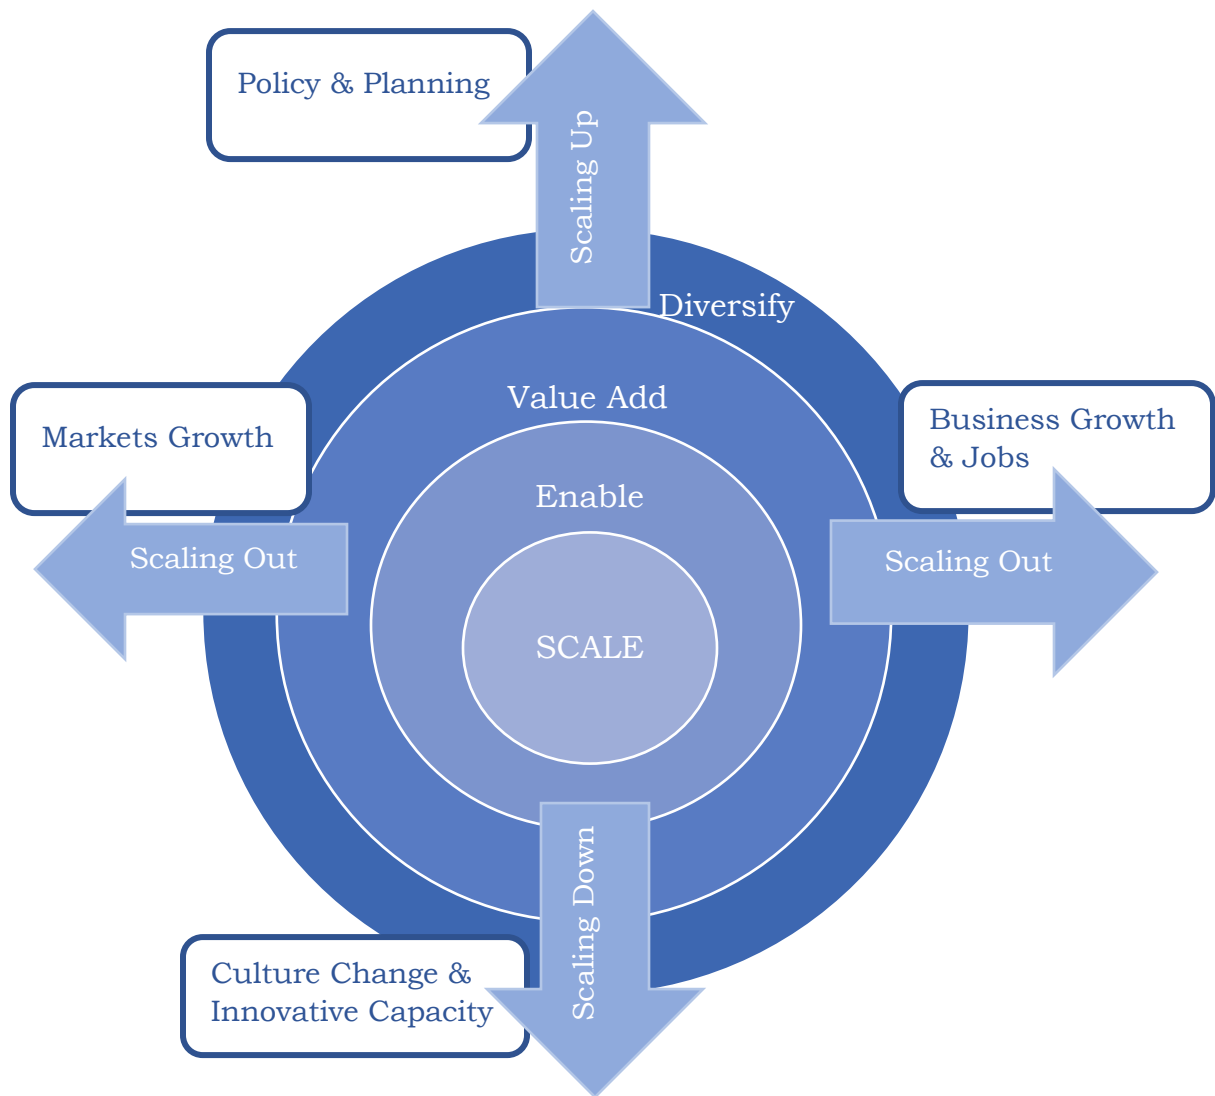 Policy & Planning
Scaling Up
Diversify
Value Add
Markets Growth
Business Growth
& Jobs
Enable
Scaling Out
Scaling Out
SCALE
Scaling Down
Culture Change &
Innovative Capacity